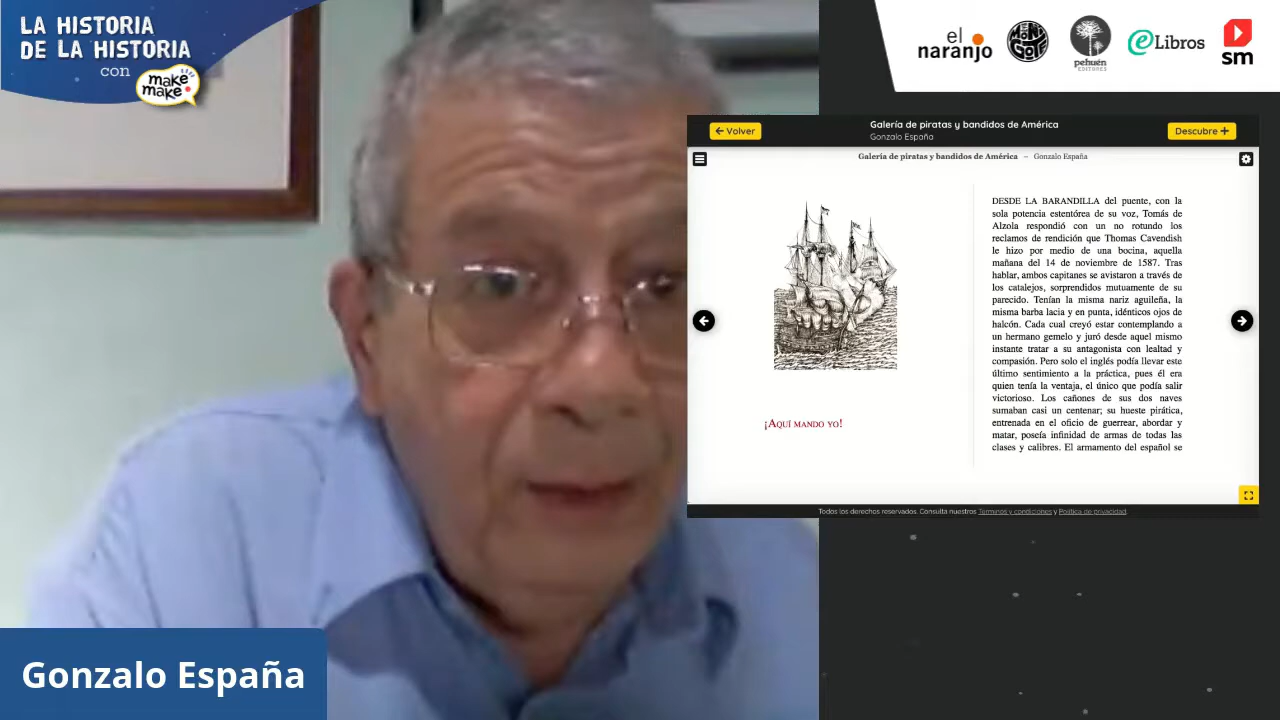 LA HISTORIA
DE LA HISTORIA
con
make
make
el
naranjo
MON
GOLF
pehuén
EDITORES
eLibros
sm
Volver
Galería de piratas y bandidos de América
Gonzalo España
Descubre +
Galería de piratas y bandidos de América – Gonzalo España
¡AQUÍ MANDO YO!
DESDE LA BARANDILLA del puente, con la
sola potencia estentórea de su voz, Tomás de
Alzola respondió con un no rotundo los
reclamos de rendición que Thomas Cavendish
le hizo por medio de una bocina, aquella
mañana del 14 de noviembre de 1587. Tras
hablar, ambos capitanes se avistaron a través de
los catalejos, sorprendidos mutuamente de su
parecido. Tenían la misma nariz aguileña, la
misma barba lacia y en punta, idénticos ojos de
halcón. Cada cual creyó estar contemplando a
un hermano gemelo y juró desde aquel mismo
instante tratar a su antagonista con lealtad y
compasión. Pero solo el inglés podía llevar este
último sentimiento a la práctica, pues él era
quien tenía la ventaja, el único que podía salir
victorioso. Los cañones de sus dos naves
sumaban casi un centenar; su hueste pirática,
entrenada en el oficio de guerrear, abordar y
matar, poseía infinidad de armas de todas las
clases y calibres. El armamento del español se
Todos los derechos reservados. Consulta nuestros Términos y condiciones y Política de privacidad.
Gonzalo España